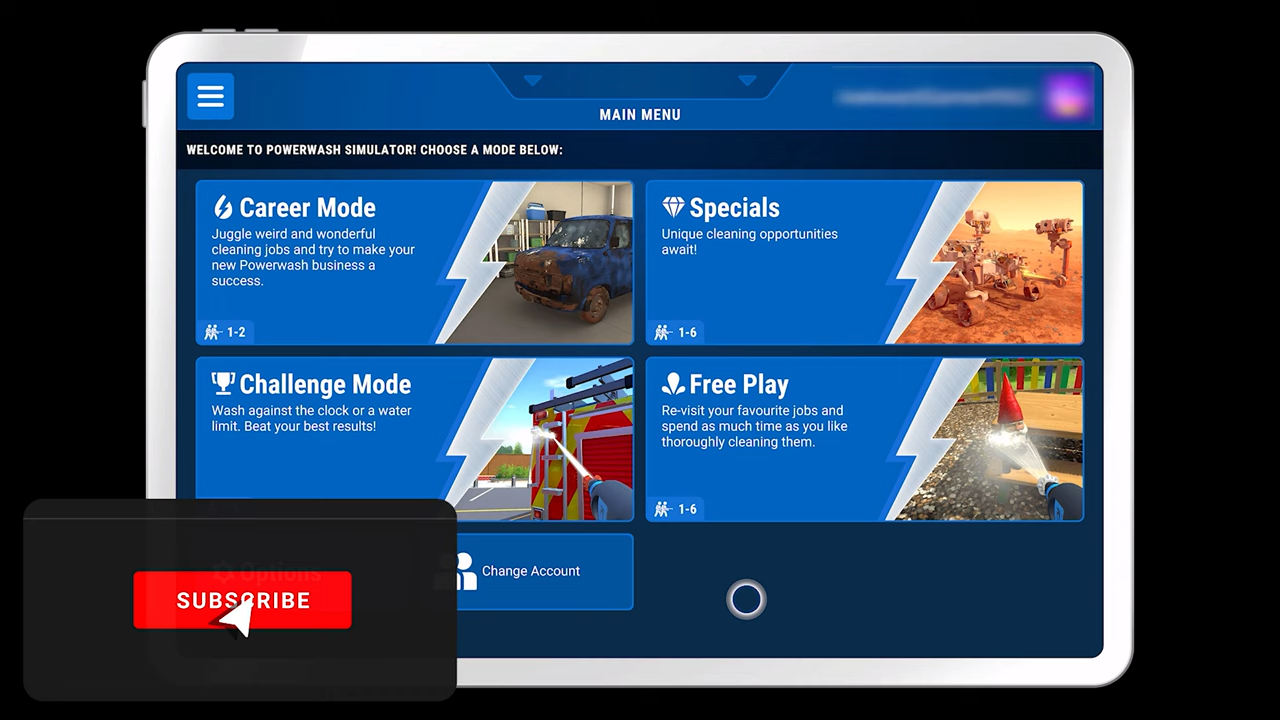 MAIN MENU
WELCOME TO POWERWASH SIMULATOR! CHOOSE A MODE BELOW:
Career Mode
Juggle weird and wonderful
cleaning jobs and try to make your
new Powerwash business a
success.
1-2
Specials
Unique cleaning opportunities
await!
1-6
Challenge Mode
Wash against the clock or a water
limit. Beat your best results!
Free Play
Re-visit your favourite jobs and
spend as much time as you like
thoroughly cleaning them.
1-6
Options
Change Account
SUBSCRIBE